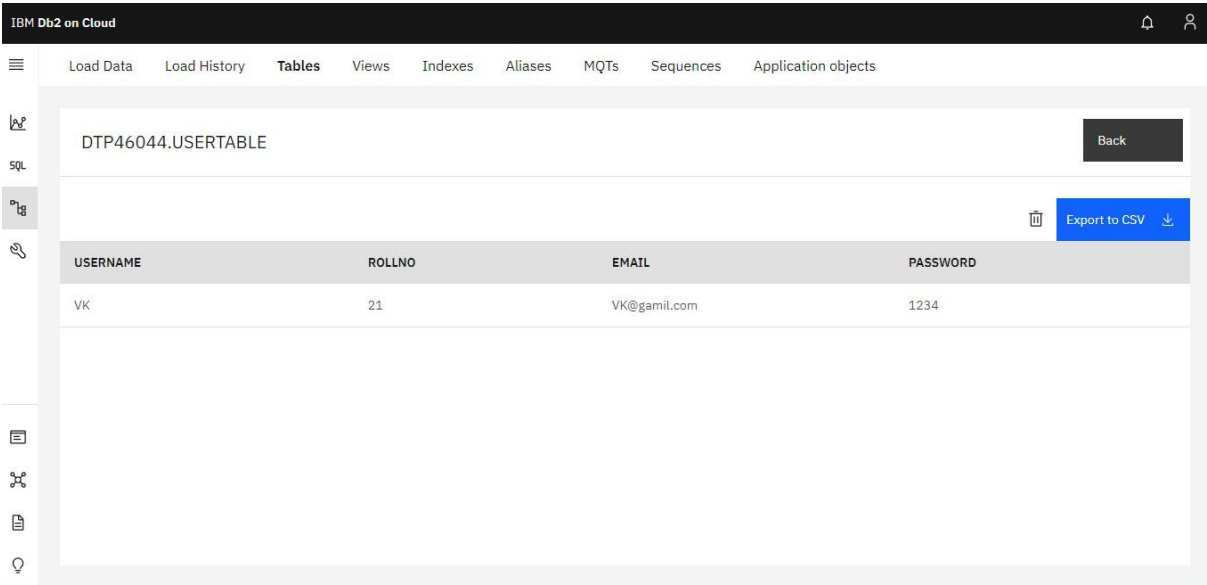 IBM Db2 on Cloud
Load Data Load History Tables Views Indexes Aliases MQTs Sequences Application objects
DTP46044.USERTABLE Back
SQL
Export to CSV
USERNAME ROLLNO EMAIL PASSWORD
VK 21 VK@gamil.com 1234